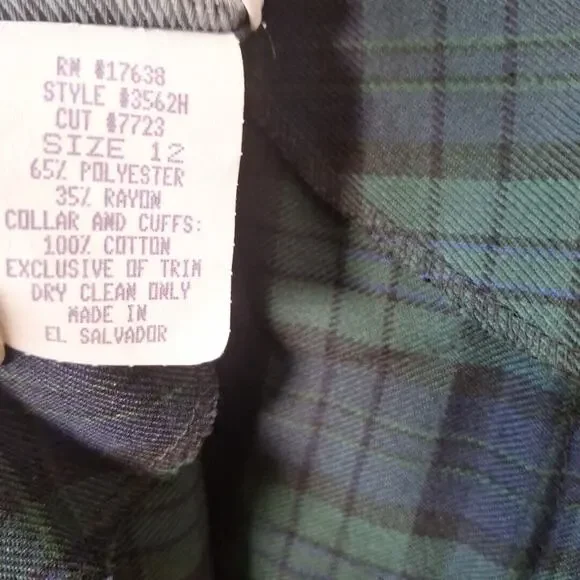 RN #17638
STYLE #3562H
CUT #7723
SIZE 12
65% POLYESTER
35% RAYON
COLLAR AND CUFFS:
100% COTTON
EXCLUSIVE OF TRIM
DRY CLEAN ONLY
MADE IN
EL SALVADOR